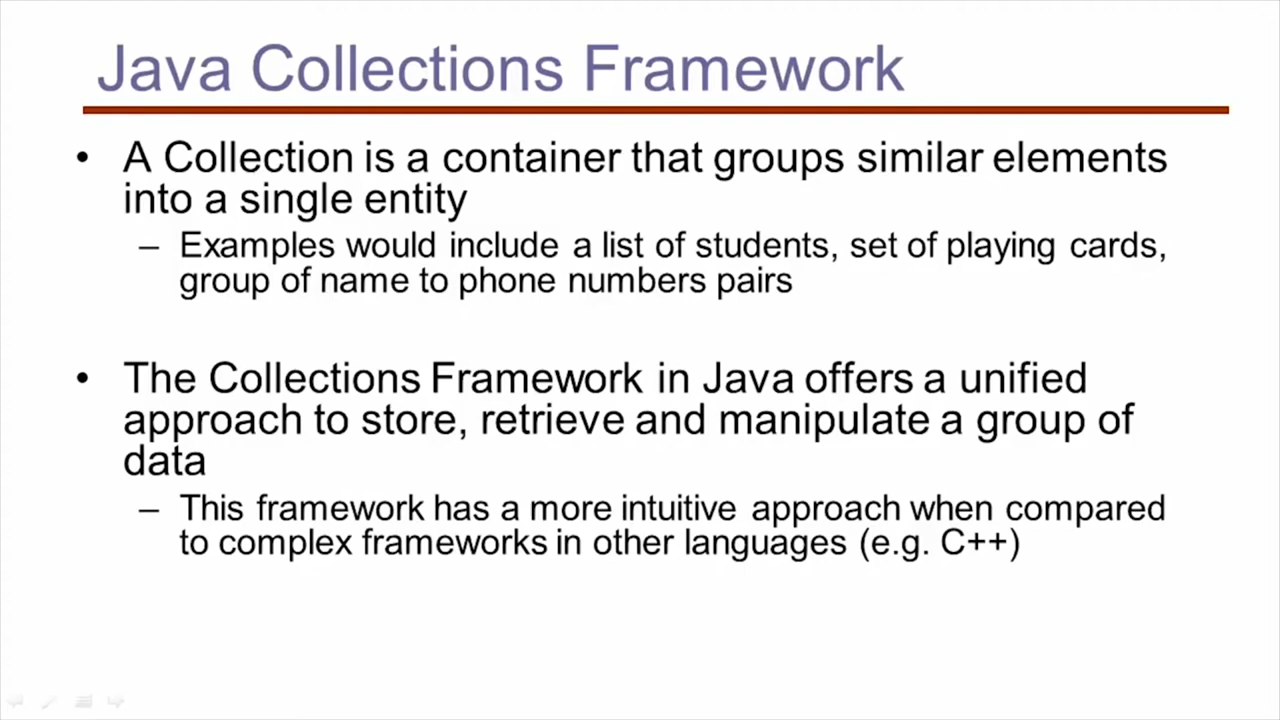 Java Collections Framework
• A Collection is a container that groups similar elements
into a single entity
– Examples would include a list of students, set of playing cards,
group of name to phone numbers pairs
• The Collections Framework in Java offers a unified
approach to store, retrieve and manipulate a group of
data
– This framework has a more intuitive approach when compared
to complex frameworks in other languages (e.g. C++)